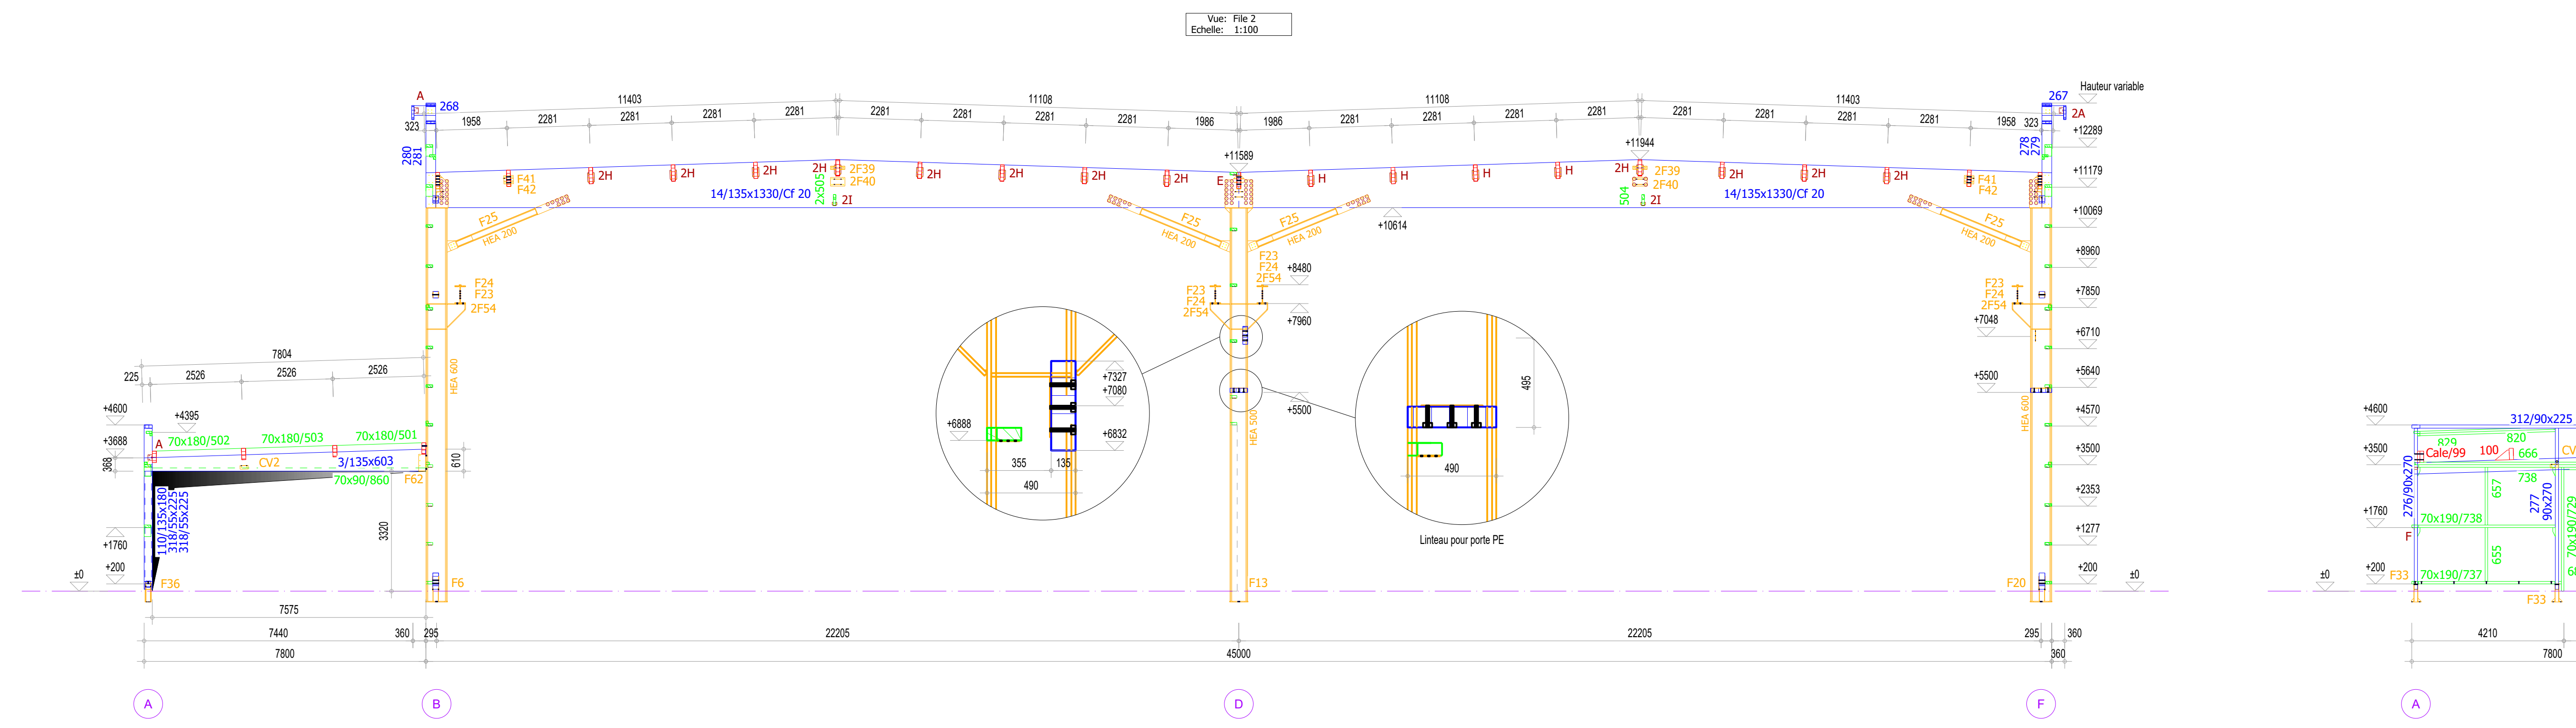 Vue: File 2
Echelle: 1:100
Hauteur variable
A
268
11403
11108
11108
11403
267
2A
323
1958
2281
2281
2281
2281
2281
2281
2281
2281
1986
1986
2281
2281
2281
2281
2281
2281
2281
2281
1958
323
+12289
280
281
+11589
+11944
278
279
+11179
F41
F42
2H
2H
2H
2H
2F39
2F40
2H
2H
2H
2H
E
H
H
H
H
2H
2F39
2F40
2H
2H
2H
F41
F42
14/135x1330/Cf 20
2x505
2I
504
2I
14/135x1330/Cf 20
+10614
+10069
F25
HEA 200
F25
HEA 200
F25
HEA 200
F25
HEA 200
+8960
F24
F23
2F54
F23
F24
2F54
F23
F24
2F54
+8480
+7960
F23
F24
2F54
+7850
+7048
+6710
7804
225
2526
2526
2526
HEA 600
+7327
+7080
+6888
+6832
355
135
490
495
490
Linteau pour porte PE
+5500
HEA 500
+5500
HEA 600
+5640
+4570
+3500
+2353
+1277
+200
±0
+4600
+4395
+3688
368
A
70x180/502
70x180/503
70x180/501
CV2
3/135x603
70x90/860
F62
610
3320
110/135x180
318/55x225
318/55x225
+1760
+200
±0
F36
F6
F13
F20
7575
7440
360
295
22205
22205
295
360
7800
45000
360
A
B
D
F
+4600
+3500
+1760
+200
±0
312/90x225
829
820
Cale/99
100
666
CV
738
276/90x270
657
277
90x270
70x190/738
F
655
70x190/729
F33
70x190/737
F33
4210
7800
A